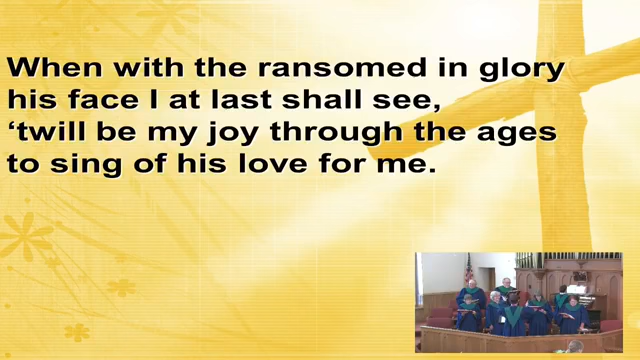 When with the ransomed in glory
his face I at last shall see,
‘twill be my joy through the ages
to sing of his love for me.